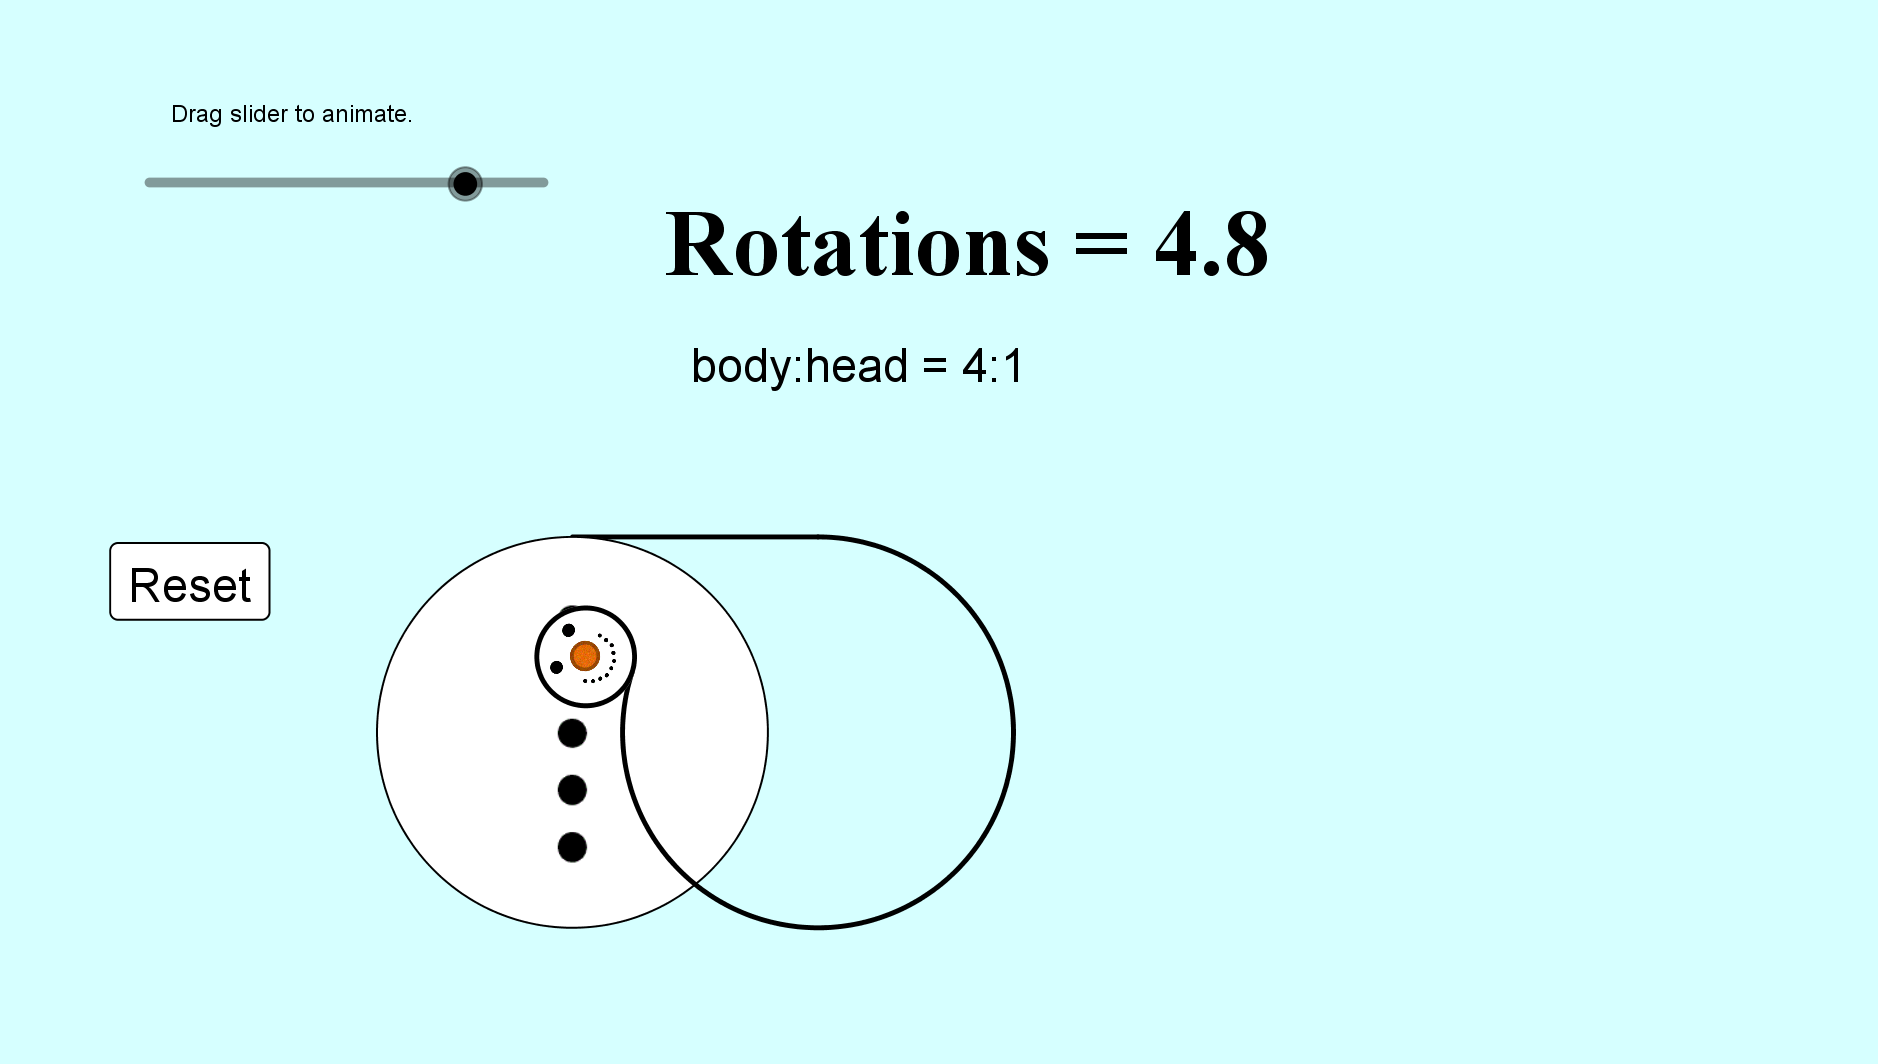 Drag slider to animate.
Rotations = 4.8
body:head = 4:1
Reset